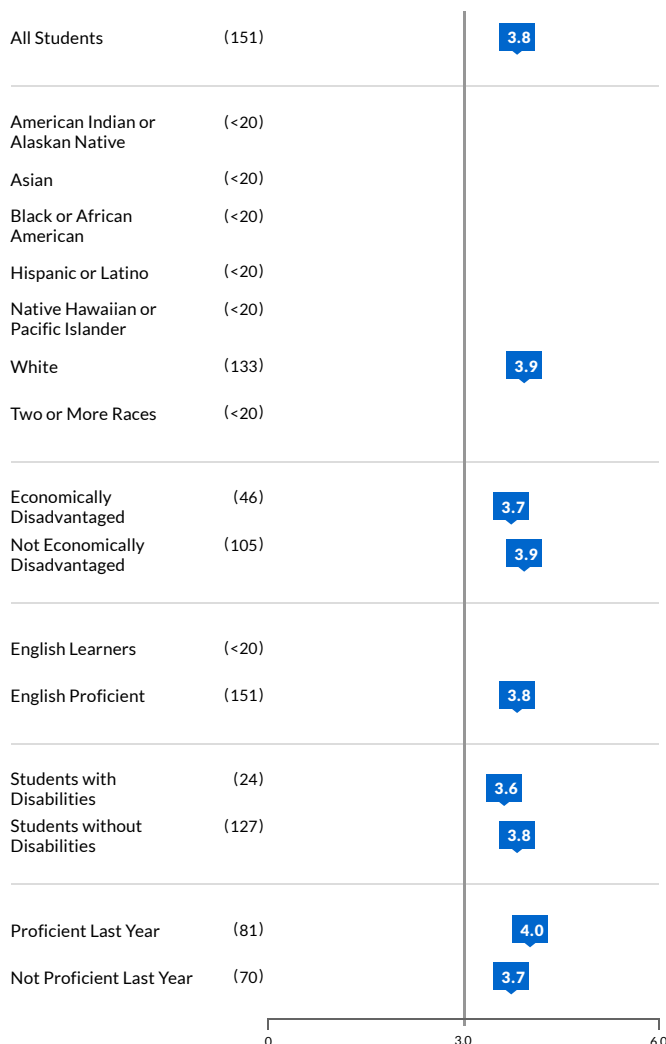 All Students (151) 3.8
American Indian or (<20)
Alaskan Native
Asian (<20)
Black or African (<20)
American
Hispanic or Latino (<20)
Native Hawaiian or (<20)
Pacific Islander
White (133) 3.9
Two or More Races (<20)
Economically (46) 3.7
Disadvantaged
Not Economically (105) 3.9
Disadvantaged
English Learners (<20)
English Proficient (151) 3.8
Students with (24) 3.6
Disabilities
Students without (127) 3.8
Disabilities
Proficient Last Year (81) 4.0
Not Proficient Last Year (70) 3.7
0 3.0 6.0